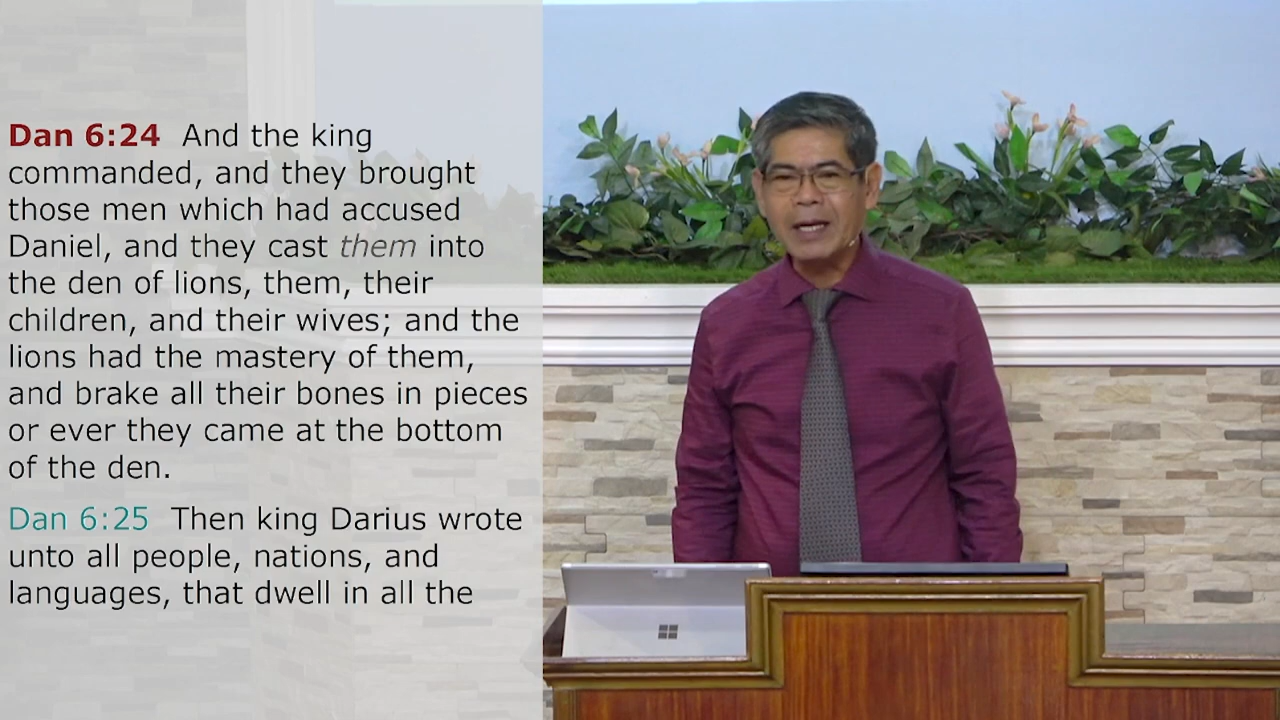 Dan 6:24 And the king
commanded, and they brought
those men which had accused
Daniel, and they cast them into
the den of lions, them, their
children, and their wives; and the
lions had the mastery of them,
and brake all their bones in pieces
or ever they came at the bottom
of the den.
Dan 6:25 Then king Darius wrote
unto all people, nations, and
languages, that dwell in all the